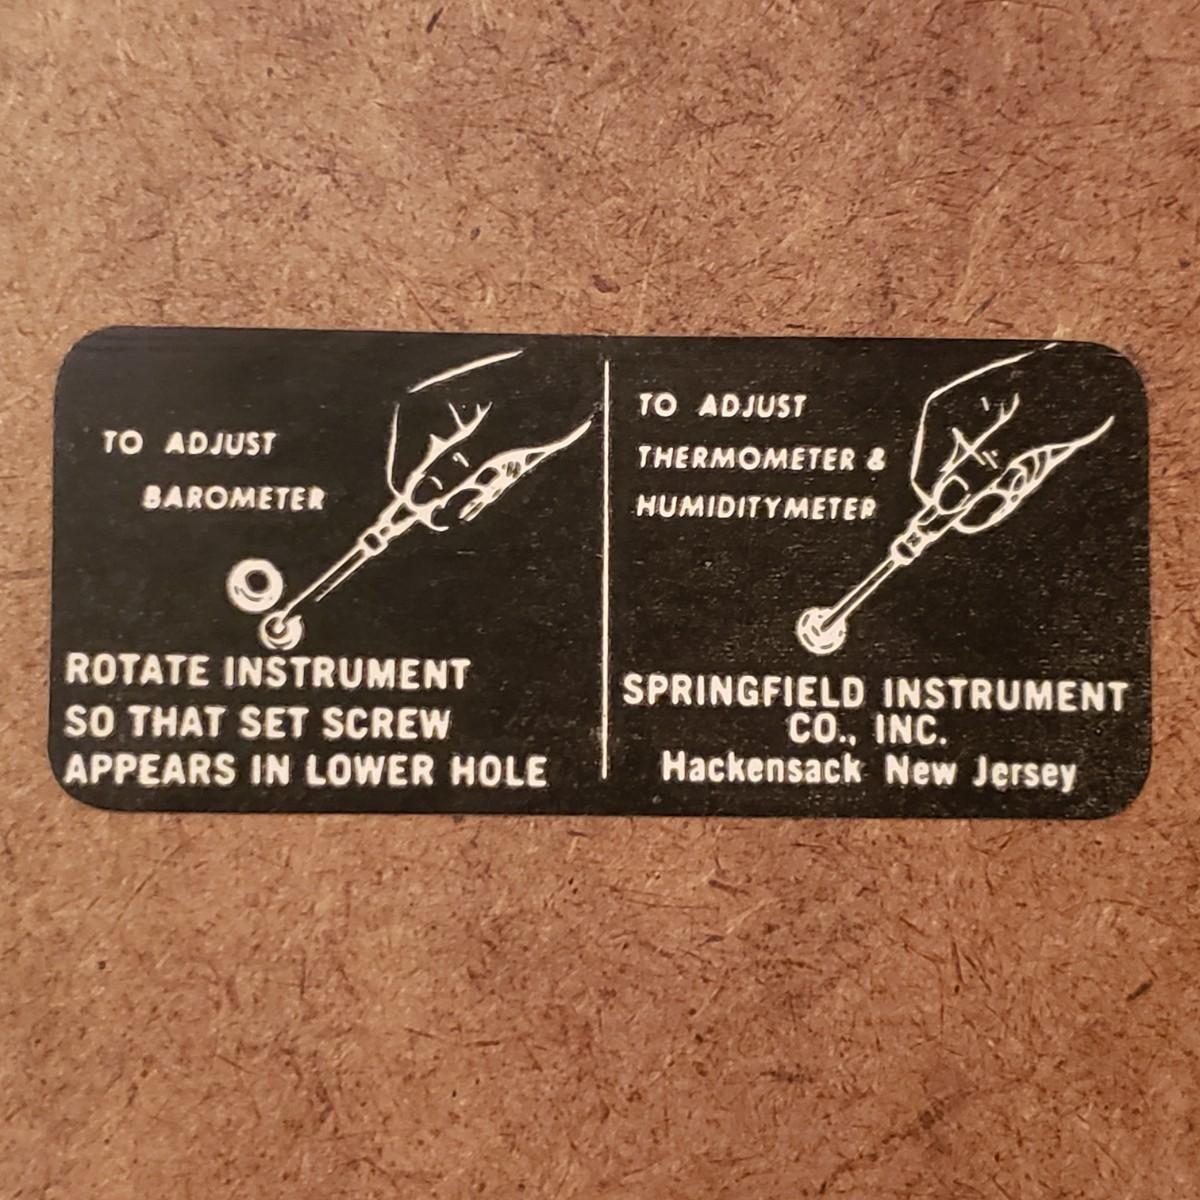 TO ADJUST
BAROMETER
ROTATE INSTRUMENT
SO THAT SET SCREW
APPEARS IN LOWER HOLE
TO ADJUST
THERMOMETER &
HUMIDITYMETER
SPRINGFIELD INSTRUMENT
CO., INC.
Hackensack New Jersey